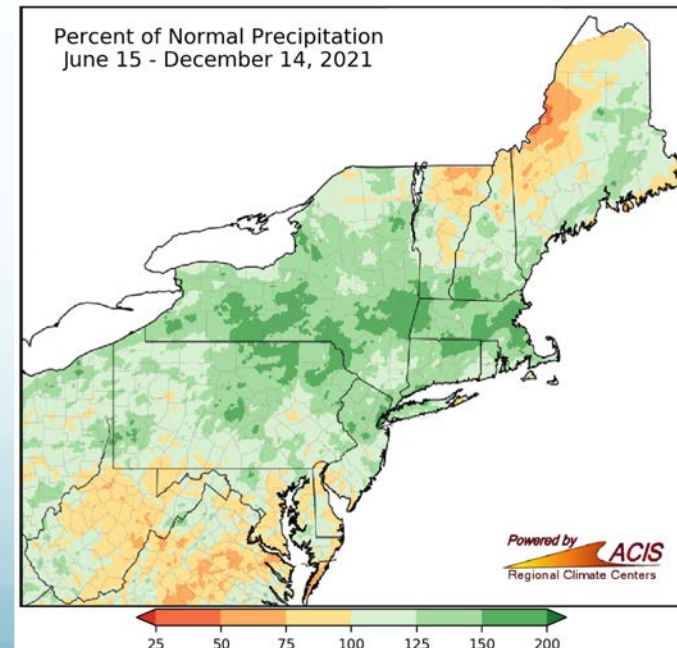 Percent of Normal Precipitation
June 15 - December 14, 2021
Powered by
ACIS
Regional Climate Centers
25 50 75 100 125 150 200